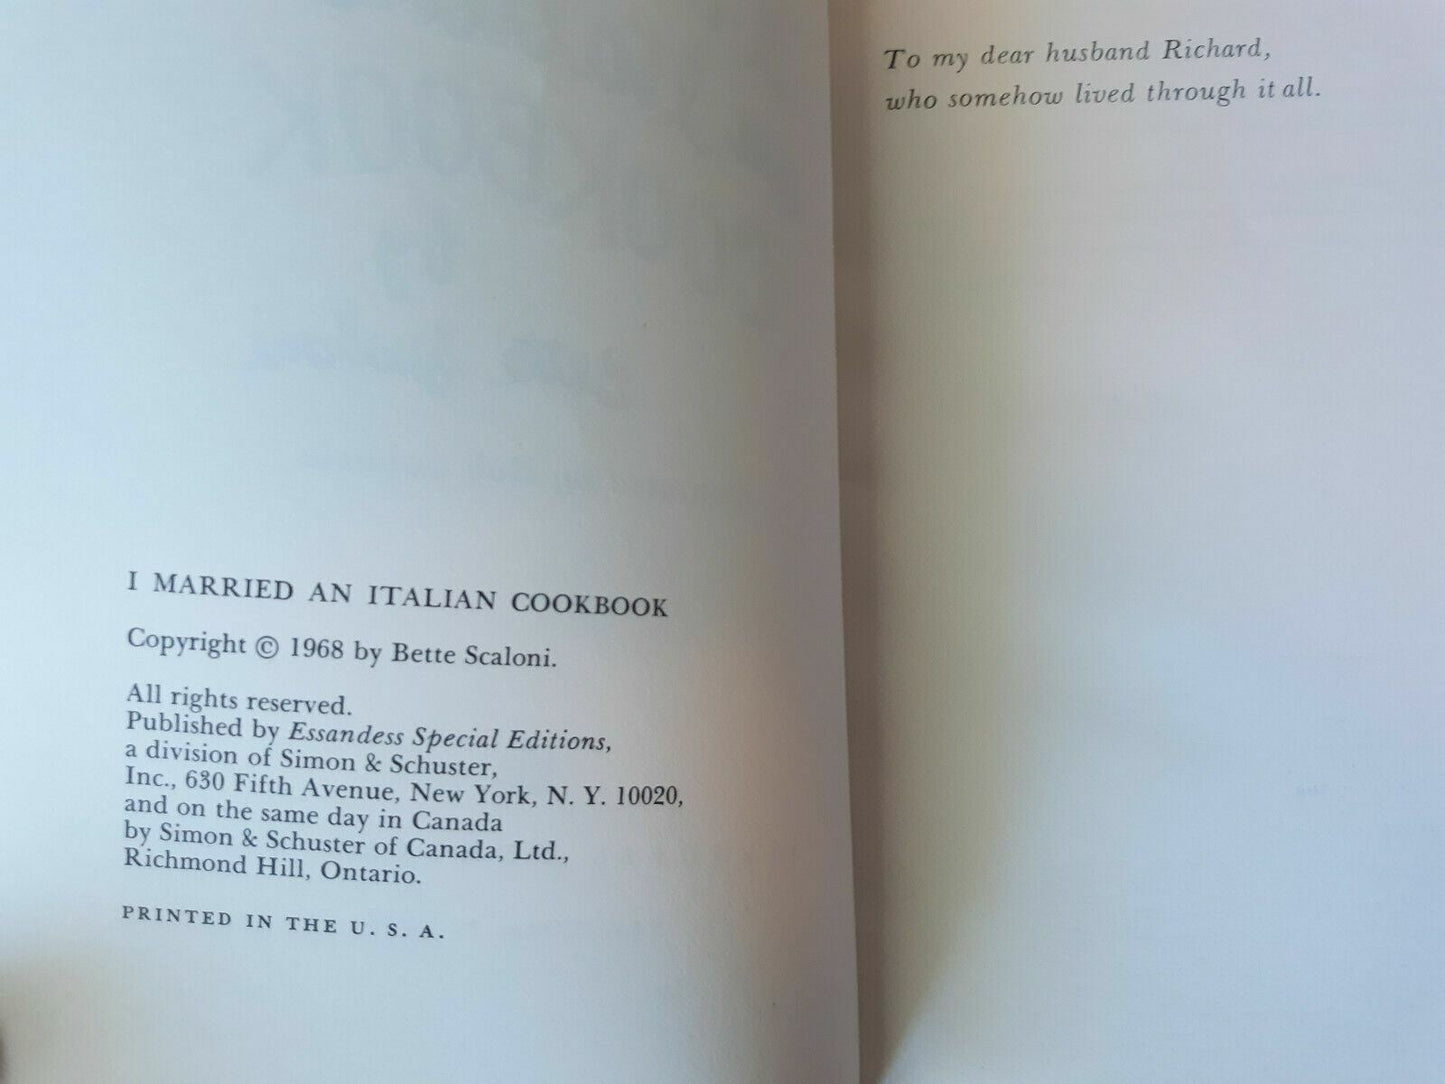 I MARRIED AN ITALIAN COOKBOOK
Copyright © 1968 by Bette Scaloni.
All rights reserved.
Published by Essandess Special Editions,
a division of Simon & Schuster,
Inc., 630 Fifth Avenue, New York, N. Y. 10020,
and on the same day in Canada
by Simon & Schuster of Canada, Ltd.,
Richmond Hill, Ontario.
PRINTED IN THE U. S. A.
To my dear husband Richard,
who somehow lived through it all.